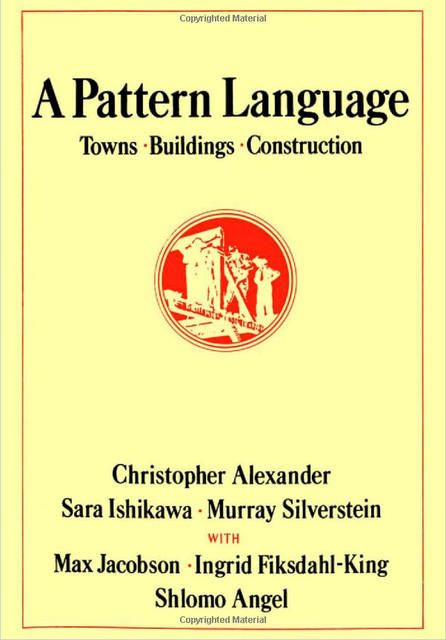 Copyrighted Material
A Pattern Language
Towns · Buildings · Construction
Christopher Alexander
Sara Ishikawa · Murray Silverstein
WITH
Max Jacobson · Ingrid Fiksdahl-King
Shlomo Angel
Copyrighted Material